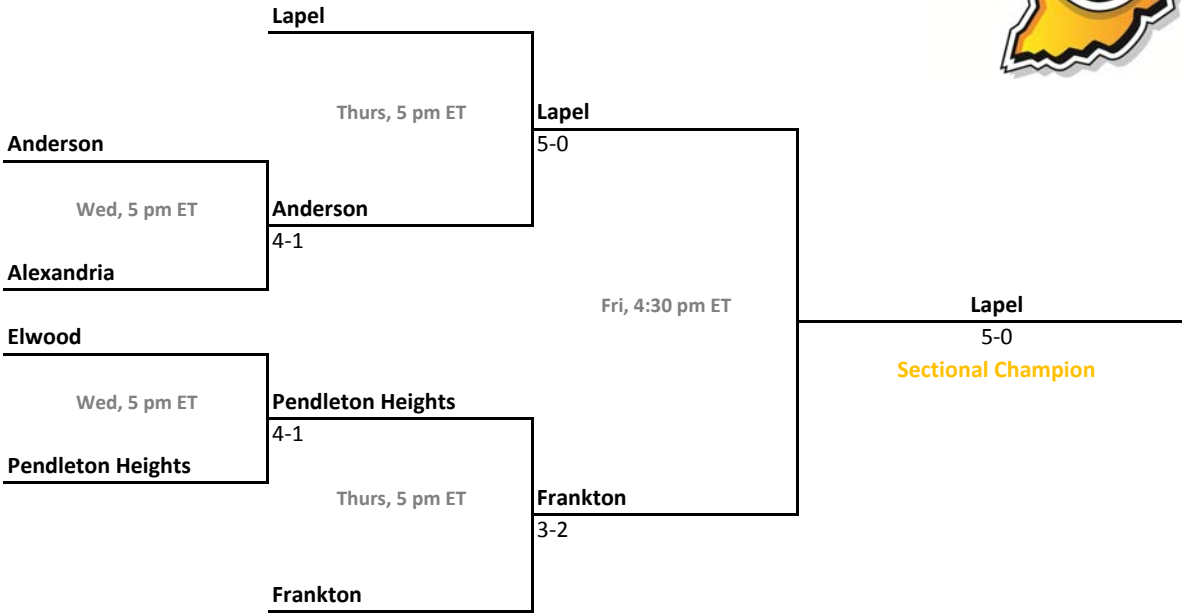 Lapel
Thurs, 5 pm ET
Lapel
5-0
Anderson
Wed, 5 pm ET
Anderson
4-1
Alexandria
Fri, 4:30 pm ET
Lapel
5-0
Sectional Champion
Elwood
Wed, 5 pm ET
Pendleton Heights
4-1
Pendleton Heights
Thurs, 5 pm ET
Frankton
3-2
Frankton